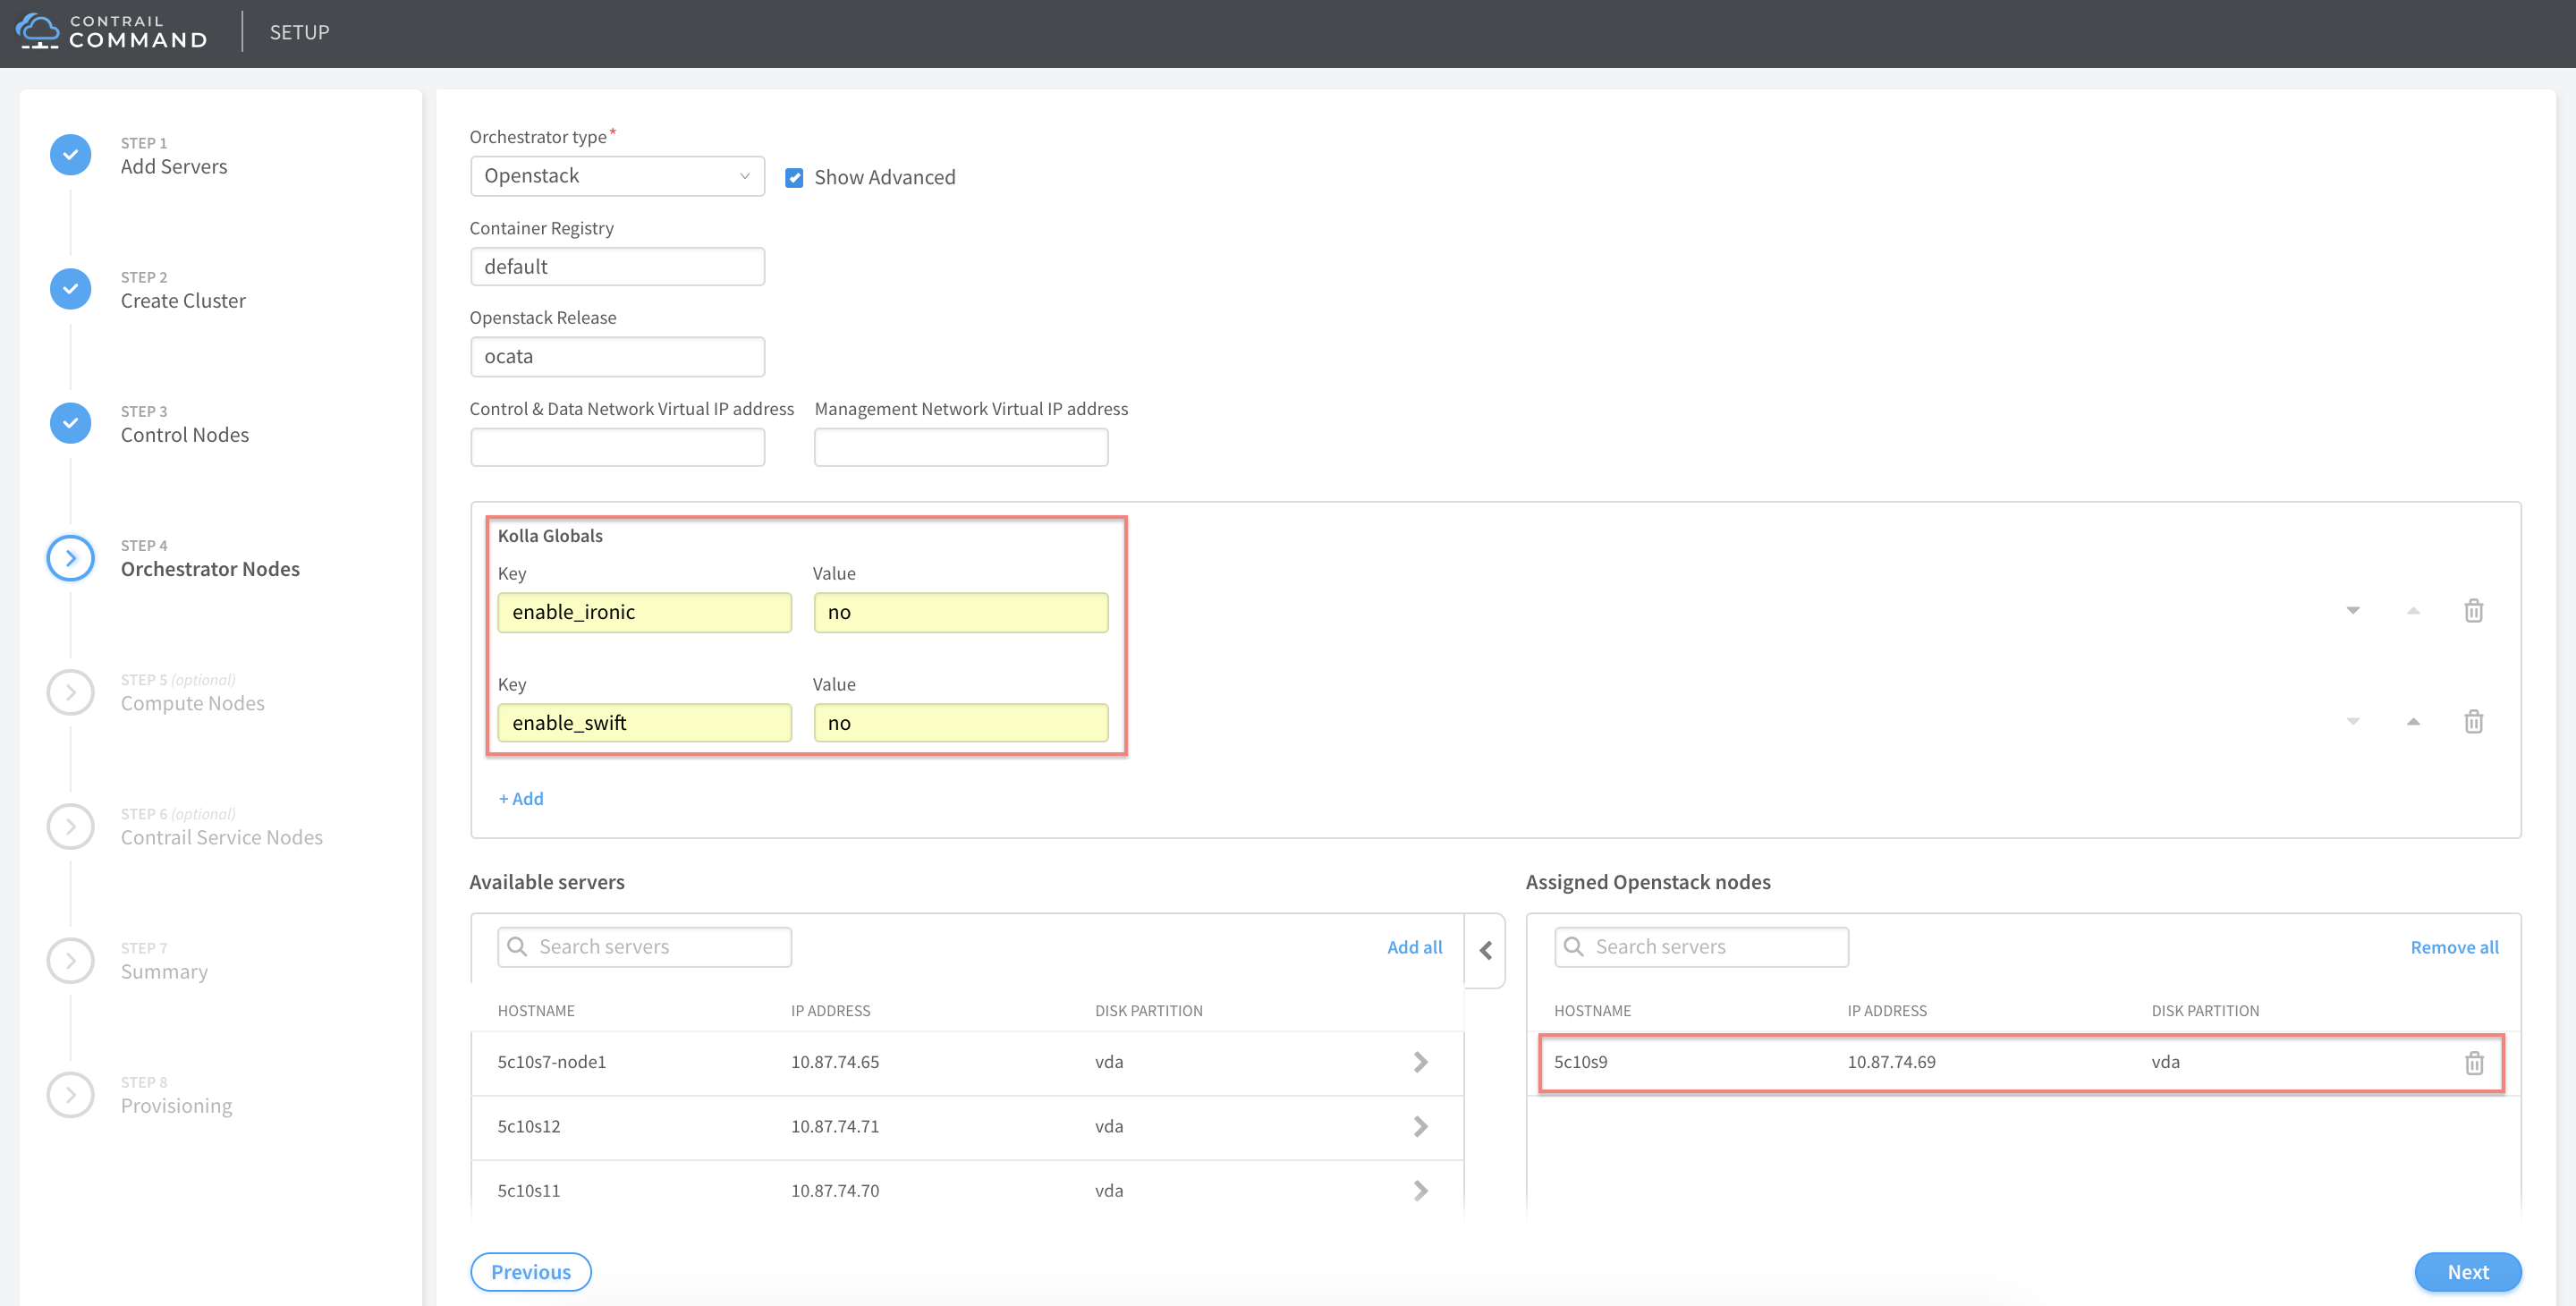 CONTRAIL
COMMAND
SETUP
STEP 1
Add Servers
STEP 2
Create Cluster
STEP 3
Control Nodes
STEP 4
Orchestrator Nodes
STEP 5 (optional)
Compute Nodes
STEP 6 (optional)
Contrail Service Nodes
STEP 7
Summary
STEP 8
Provisioning
Orchestrator type*
Openstack
Show Advanced
Container Registry
default
Openstack Release
ocata
Control & Data Network Virtual IP address Management Network Virtual IP address
Kolla Globals
Key Value
enable_ironic no
Key Value
enable_swift no
+ Add
Available servers
Search servers Add all
HOSTNAME IP ADDRESS DISK PARTITION
5c10s7-node1 10.87.74.65 vda
5c10s12 10.87.74.71 vda
5c10s11 10.87.74.70 vda
Assigned Openstack nodes
Search servers Remove all
HOSTNAME IP ADDRESS DISK PARTITION
5c10s9 10.87.74.69 vda
Previous
Next